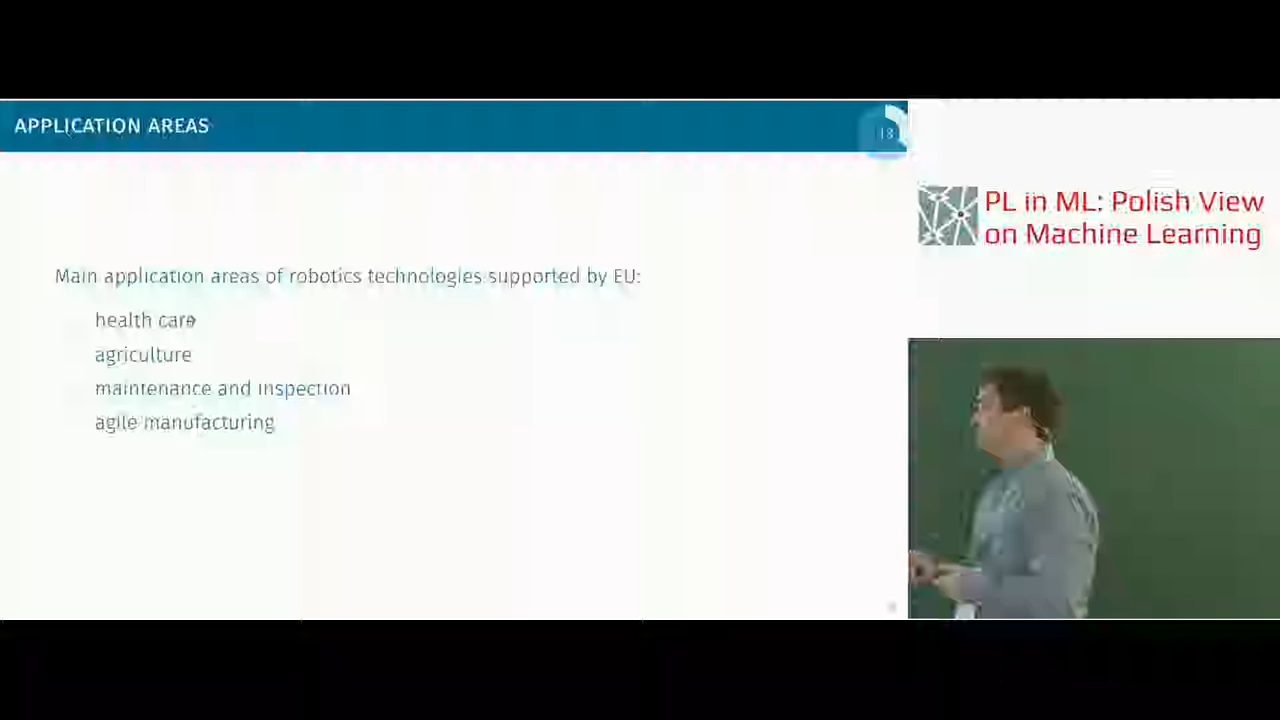 APPLICATION AREAS
18
Main application areas of robotics technologies supported by EU:
health care
agriculture
maintenance and inspection
agile manufacturing
PL in ML: Polish View
on Machine Learning